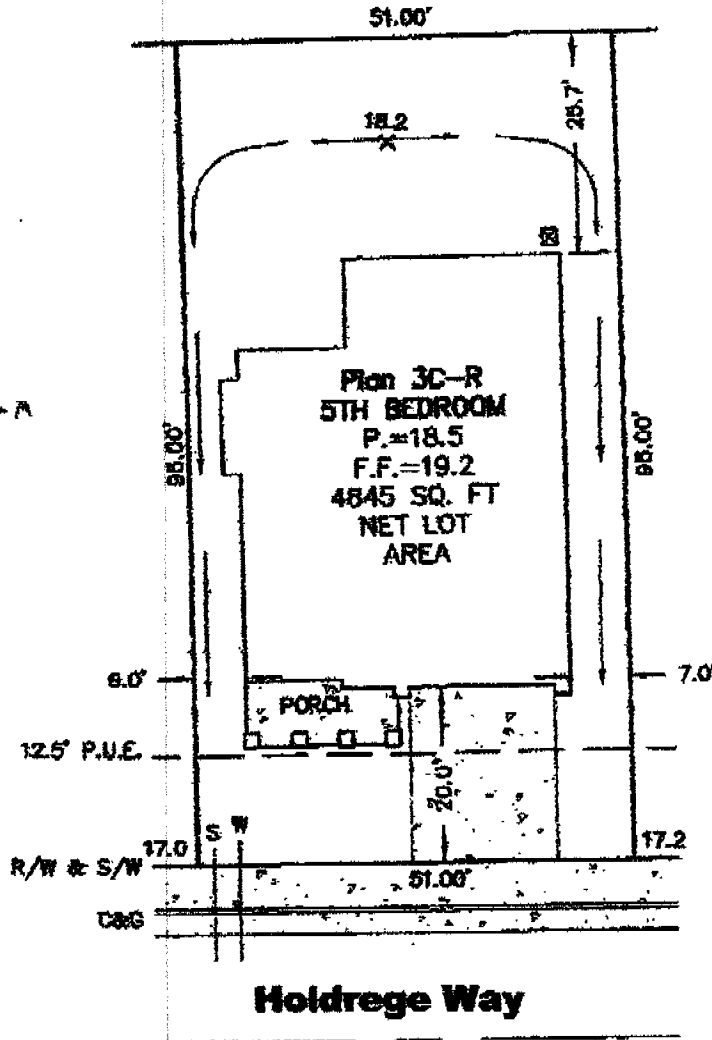 51.00'
25.7'
18.2
Plan 3C-R
5TH BEDROOM
P.=18.5
F.F.=19.2
4845 SQ. FT
NET LOT
AREA
95.00'
95.00'
7.0'
PORCH
12.5' P.U.E.
20.0'
S W
17.0
17.2
R/W & S/W
51.00'
C&G
Holdrege Way